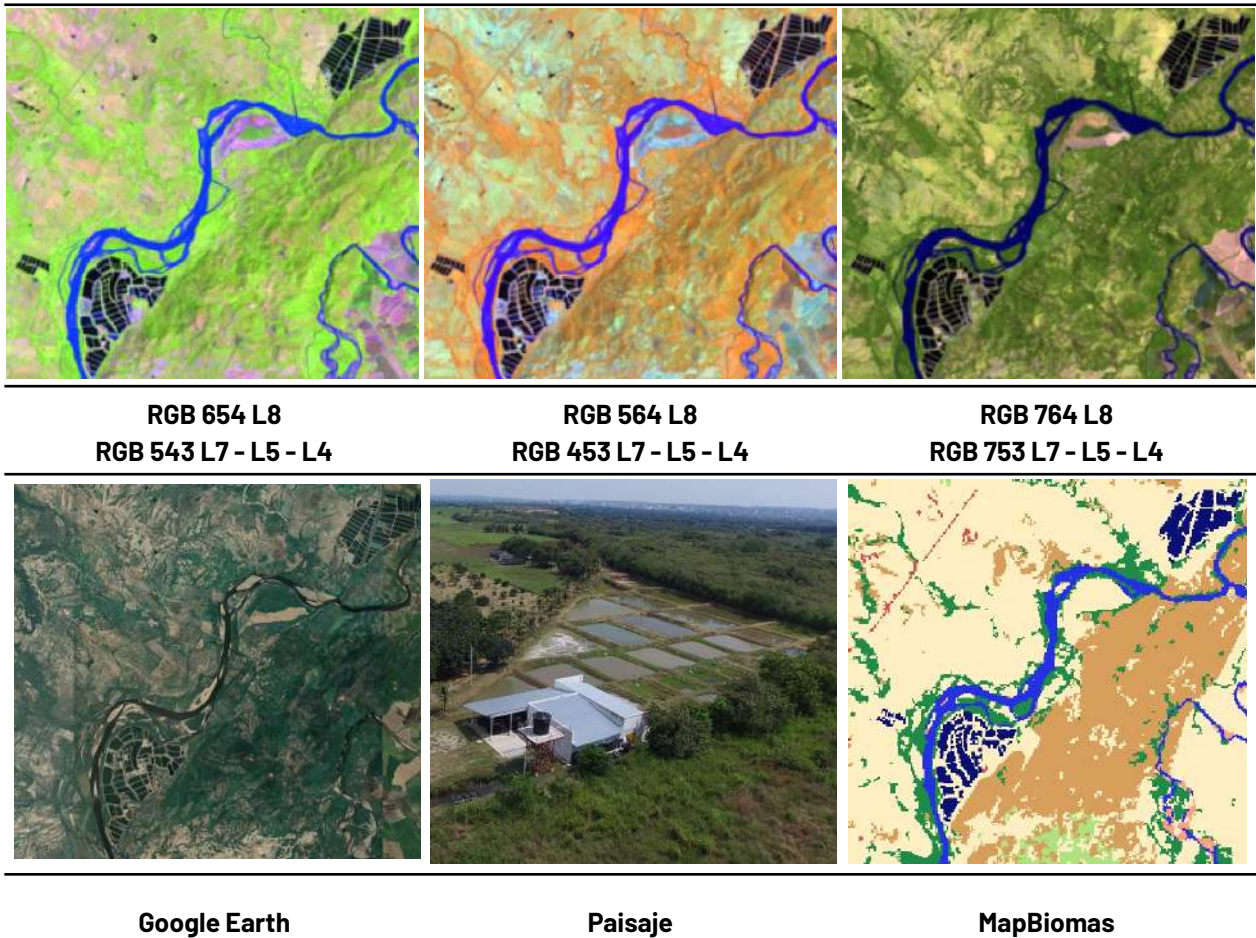 RGB 654 L8
RGB 543 L7 - L5 - L4
RGB 564 L8
RGB 453 L7 - L5 - L4
RGB 764 L8
RGB 753 L7 - L5 - L4
Google Earth
Paisaje
MapBiomas